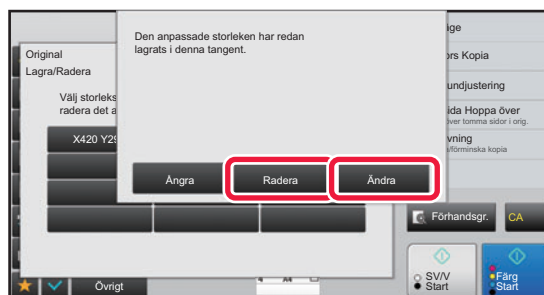 Den anpassade storleken har redan
lagrats i denna tangent.
Ångra
Radera
Ändra
Original
Lagra/Radera
Välj storleks
radera det a
X420 Y29
Övrigt
A4
ors Kopia
undjustering
ida Hoppa över
över tomma sidor i orig.
/förminska kopia
Förhandsgr.
CA
SV/V
Start
Färg
Start